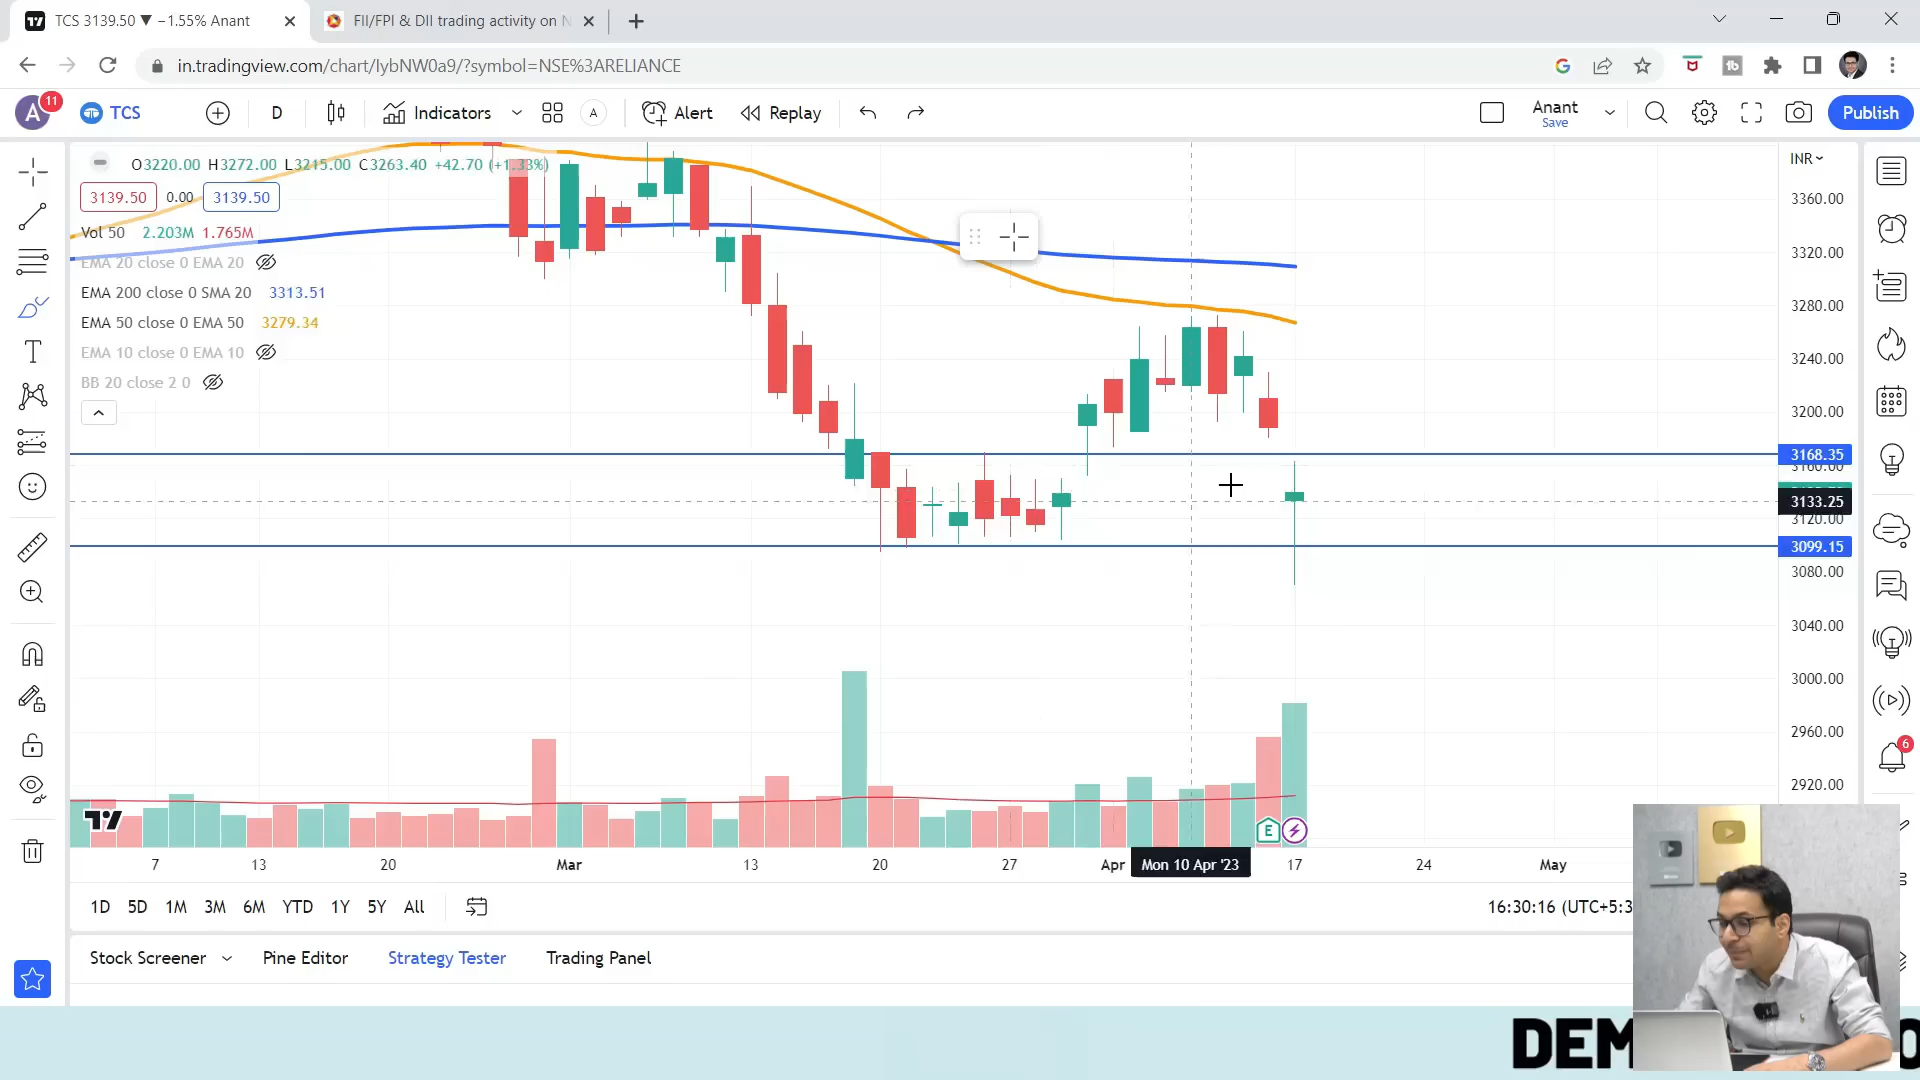 TCS 3139.50 ▼ −1.55% Anant
FII/FPI & DII trading activity on
in.tradingview.com/chart/IybNW0a9/?symbol=NSE%3ARELIANCE
A 11 TCS D Indicators A Alert Replay Anant Save Publish
O3220.00 H3272.00 L3215.00 C3263.40 +42.70 (+1.33%)
INR
3139.50 0.00 3139.50
Vol 50 2.203M 1.765M
EMA 20 close 0 EMA 20
EMA 200 close 0 SMA 20 3313.51
EMA 50 close 0 EMA 50 3279.34
EMA 10 close 0 EMA 10
BB 20 close 2 0
3360.00
3320.00
3280.00
3240.00
3200.00
3168.35
3160.00
3133.25
3120.00
3099.15
3080.00
3040.00
3000.00
2960.00
2920.00
6
E
7 13 20 Mar 13 20 27 Apr Mon 10 Apr '23 17 24 May
1D 5D 1M 3M 6M YTD 1Y 5Y All
16:30:16 (UTC+5:3
Stock Screener Pine Editor Strategy Tester Trading Panel
DEM